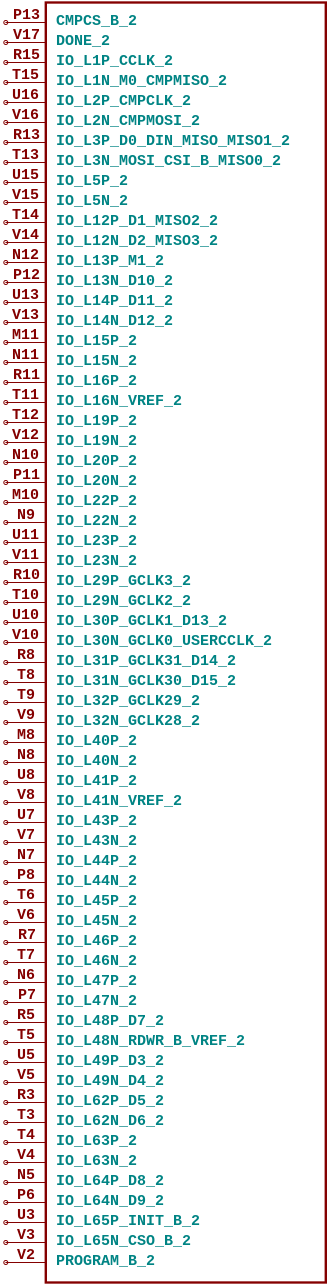 P13 CMPCS_B_2
V17 DONE_2
R15 IO_L1P_CCLK_2
T15 IO_L1N_M0_CMPMISO_2
U16 IO_L2P_CMPCLK_2
V16 IO_L2N_CMPMOSI_2
R13 IO_L3P_D0_DIN_MISO_MISO1_2
T13 IO_L3N_MOSI_CSI_B_MISO0_2
U15 IO_L5P_2
V15 IO_L5N_2
T14 IO_L12P_D1_MISO2_2
V14 IO_L12N_D2_MISO3_2
N12 IO_L13P_M1_2
P12 IO_L13N_D10_2
U13 IO_L14P_D11_2
V13 IO_L14N_D12_2
M11 IO_L15P_2
N11 IO_L15N_2
R11 IO_L16P_2
T11 IO_L16N_VREF_2
T12 IO_L19P_2
V12 IO_L19N_2
N10 IO_L20P_2
P11 IO_L20N_2
M10 IO_L22P_2
N9 IO_L22N_2
U11 IO_L23P_2
V11 IO_L23N_2
R10 IO_L29P_GCLK3_2
T10 IO_L29N_GCLK2_2
U10 IO_L30P_GCLK1_D13_2
V10 IO_L30N_GCLK0_USERCCLK_2
R8 IO_L31P_GCLK31_D14_2
T8 IO_L31N_GCLK30_D15_2
T9 IO_L32P_GCLK29_2
V9 IO_L32N_GCLK28_2
M8 IO_L40P_2
N8 IO_L40N_2
U8 IO_L41P_2
V8 IO_L41N_VREF_2
U7 IO_L43P_2
V7 IO_L43N_2
N7 IO_L44P_2
P8 IO_L44N_2
T6 IO_L45P_2
V6 IO_L45N_2
R7 IO_L46P_2
T7 IO_L46N_2
N6 IO_L47P_2
P7 IO_L47N_2
R5 IO_L48P_D7_2
T5 IO_L48N_RDWR_B_VREF_2
U5 IO_L49P_D3_2
V5 IO_L49N_D4_2
R3 IO_L62P_D5_2
T3 IO_L62N_D6_2
T4 IO_L63P_2
V4 IO_L63N_2
N5 IO_L64P_D8_2
P6 IO_L64N_D9_2
U3 IO_L65P_INIT_B_2
V3 IO_L65N_CSO_B_2
V2 PROGRAM_B_2